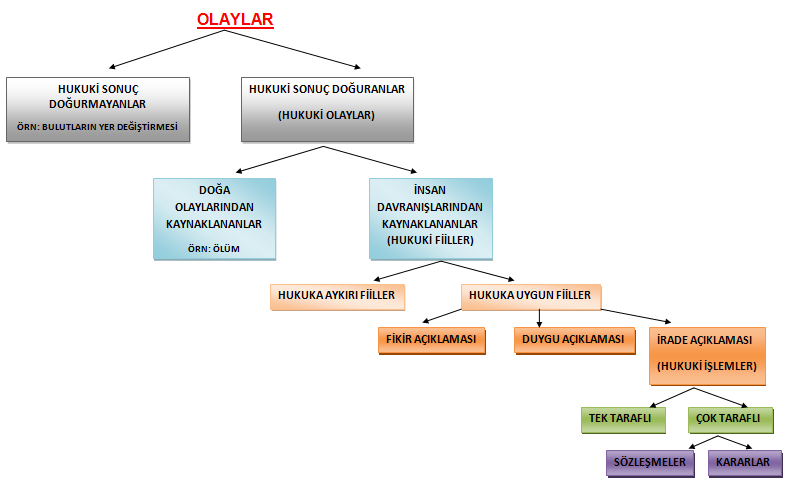 OLAYLAR
HUKUKİ SONUÇ
DOĞURMAYANLAR
ÖRN: BULUTLARIN YER DEĞİŞTİRMESİ
HUKUKİ SONUÇ DOĞURANLAR
(HUKUKİ OLAYLAR)
DOĞA
OLAYLARINDAN
KAYNAKLANANLAR
ÖRN: ÖLÜM
İNSAN
DAVRANIŞLARINDAN
KAYNAKLANANLAR
(HUKUKİ FİİLLER)
HUKUKA AYKIRI FİİLLER
HUKUKA UYGUN FİİLLER
FİKİR AÇIKLAMASI
DUYGU AÇIKLAMASI
İRADE AÇIKLAMASI
(HUKUKİ İŞLEMLER)
TEK TARAFLI
ÇOK TARAFLI
SÖZLEŞMELER
KARARLAR